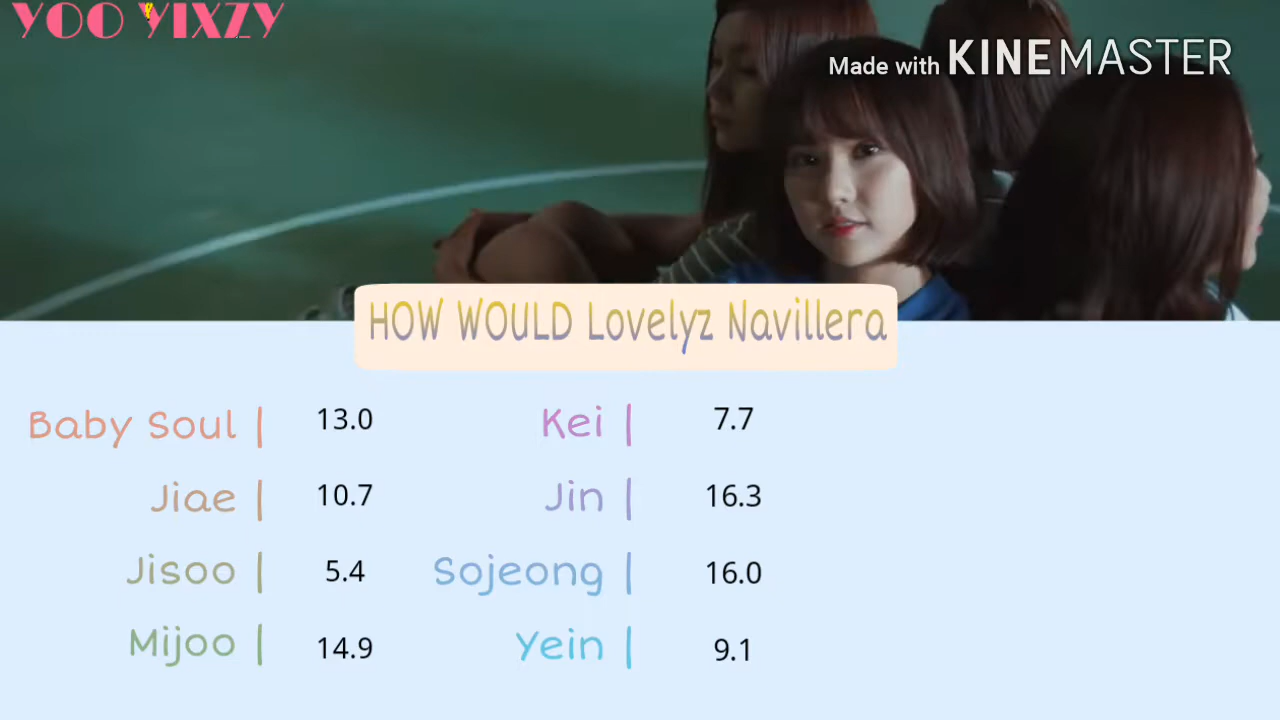 YOO YIXZY
Made with KINEMASTER
HOW WOULD Lovelyz Navillera
Baby Soul | 13.0
Kei | 7.7
Jiae | 10.7
Jin | 16.3
Jisoo | 5.4
Sojeong | 16.0
Mijoo | 14.9
Yein | 9.1